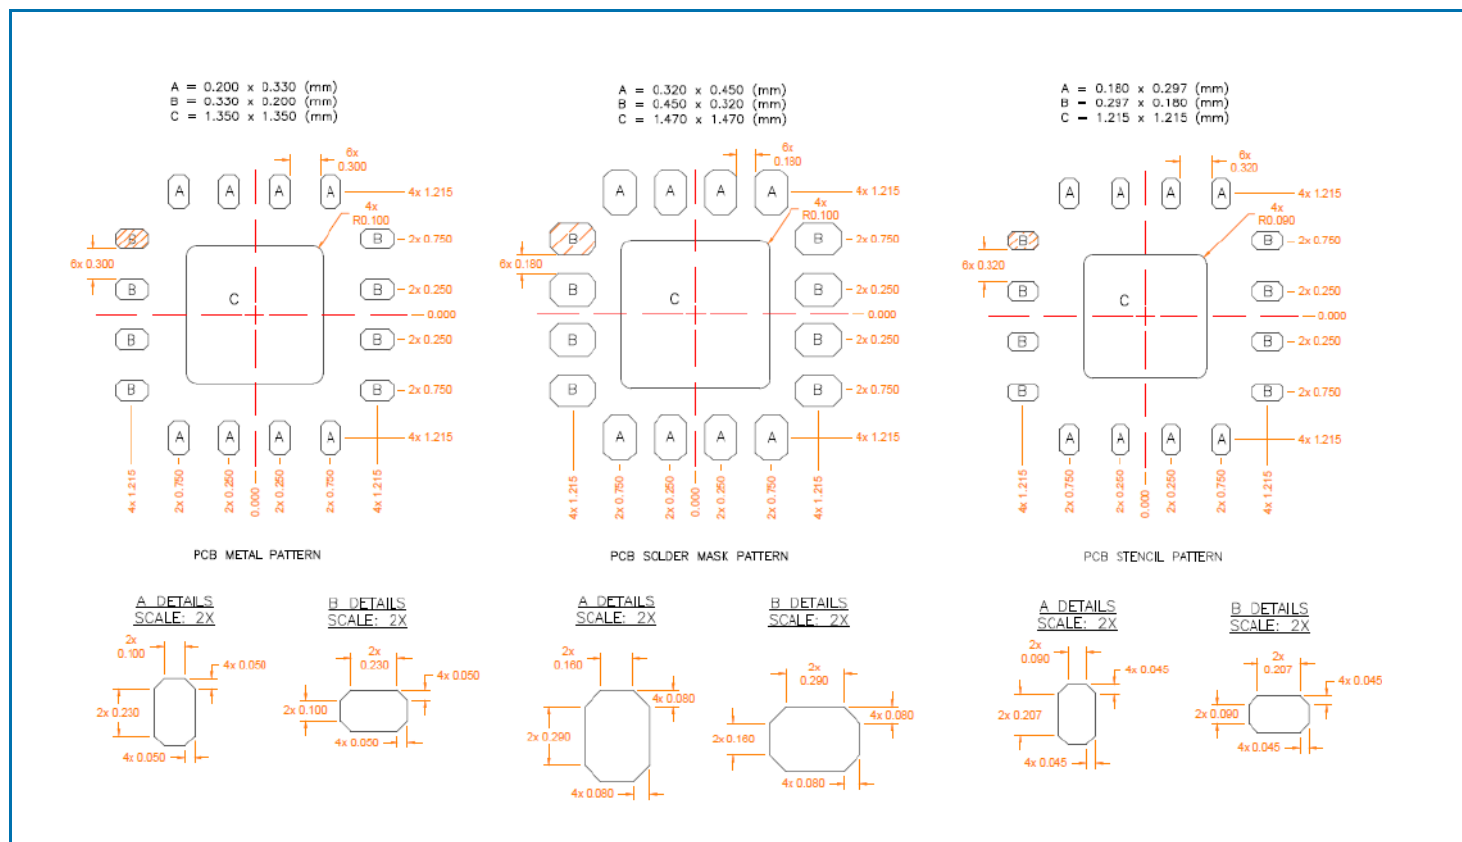 A = 0.200 x 0.330 (mm)
B = 0.330 x 0.200 (mm)
C = 1.350 x 1.350 (mm)
6x
0.300
A A A A
4x 1.215
4x
R0.100
B B
2x 0.750
6x 0.300
B B
2x 0.250
C
0.000
B B
2x 0.250
B B
2x 0.750
A A A A
4x 1.215
4x 1.215
2x 0.750
2x 0.250
0.000
2x 0.250
2x 0.750
4x 1.215
PCB METAL PATTERN
A DETAILS
SCALE: 2X
2x
0.100
4x 0.050
2x 0.230
4x 0.050
B DETAILS
SCALE: 2X
2x
0.230
4x 0.050
2x 0.100
4x 0.050
A = 0.320 x 0.450 (mm)
B = 0.450 x 0.320 (mm)
C = 1.470 x 1.470 (mm)
6x
0.180
A A A A
4x 1.215
4x
R0.100
B B
2x 0.750
6x 0.180
B B
2x 0.250
C
0.000
B B
2x 0.250
B B
2x 0.750
A A A A
4x 1.215
4x 1.215
2x 0.750
2x 0.250
0.000
2x 0.250
2x 0.750
4x 1.215
PCB SOLDER MASK PATTERN
A DETAILS
SCALE: 2X
2x
0.160
4x 0.080
2x 0.290
4x 0.080
B DETAILS
SCALE: 2X
2x
0.290
4x 0.080
2x 0.160
4x 0.080
A = 0.180 x 0.297 (mm)
B = 0.297 x 0.180 (mm)
C = 1.215 x 1.215 (mm)
6x
0.320
A A A A
4x 1.215
4x
R0.090
B B
2x 0.750
6x 0.320
B B
2x 0.250
C
0.000
B B
2x 0.250
B B
2x 0.750
A A A A
4x 1.215
4x 1.215
2x 0.750
2x 0.250
0.000
2x 0.250
2x 0.750
4x 1.215
PCB STENCIL PATTERN
A DETAILS
SCALE: 2X
2x
0.090
4x 0.045
2x 0.207
4x 0.045
B DETAILS
SCALE: 2X
2x
0.207
4x 0.045
2x 0.090
4x 0.045